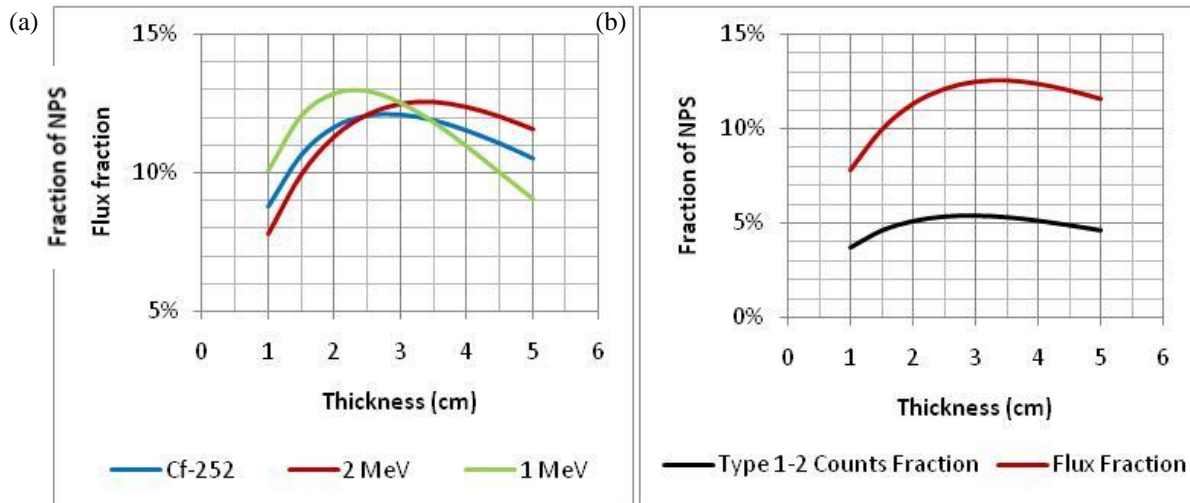 (a)
15%
10%
5%
Fraction of NPS
Flux fraction
0 1 2 3 4 5 6
Thickness (cm)
Cf-252 2 MeV 1 MeV
(b)
15%
10%
5%
0%
Fraction of NPS
0 1 2 3 4 5 6
Thickness (cm)
Type 1-2 Counts Fraction Flux Fraction